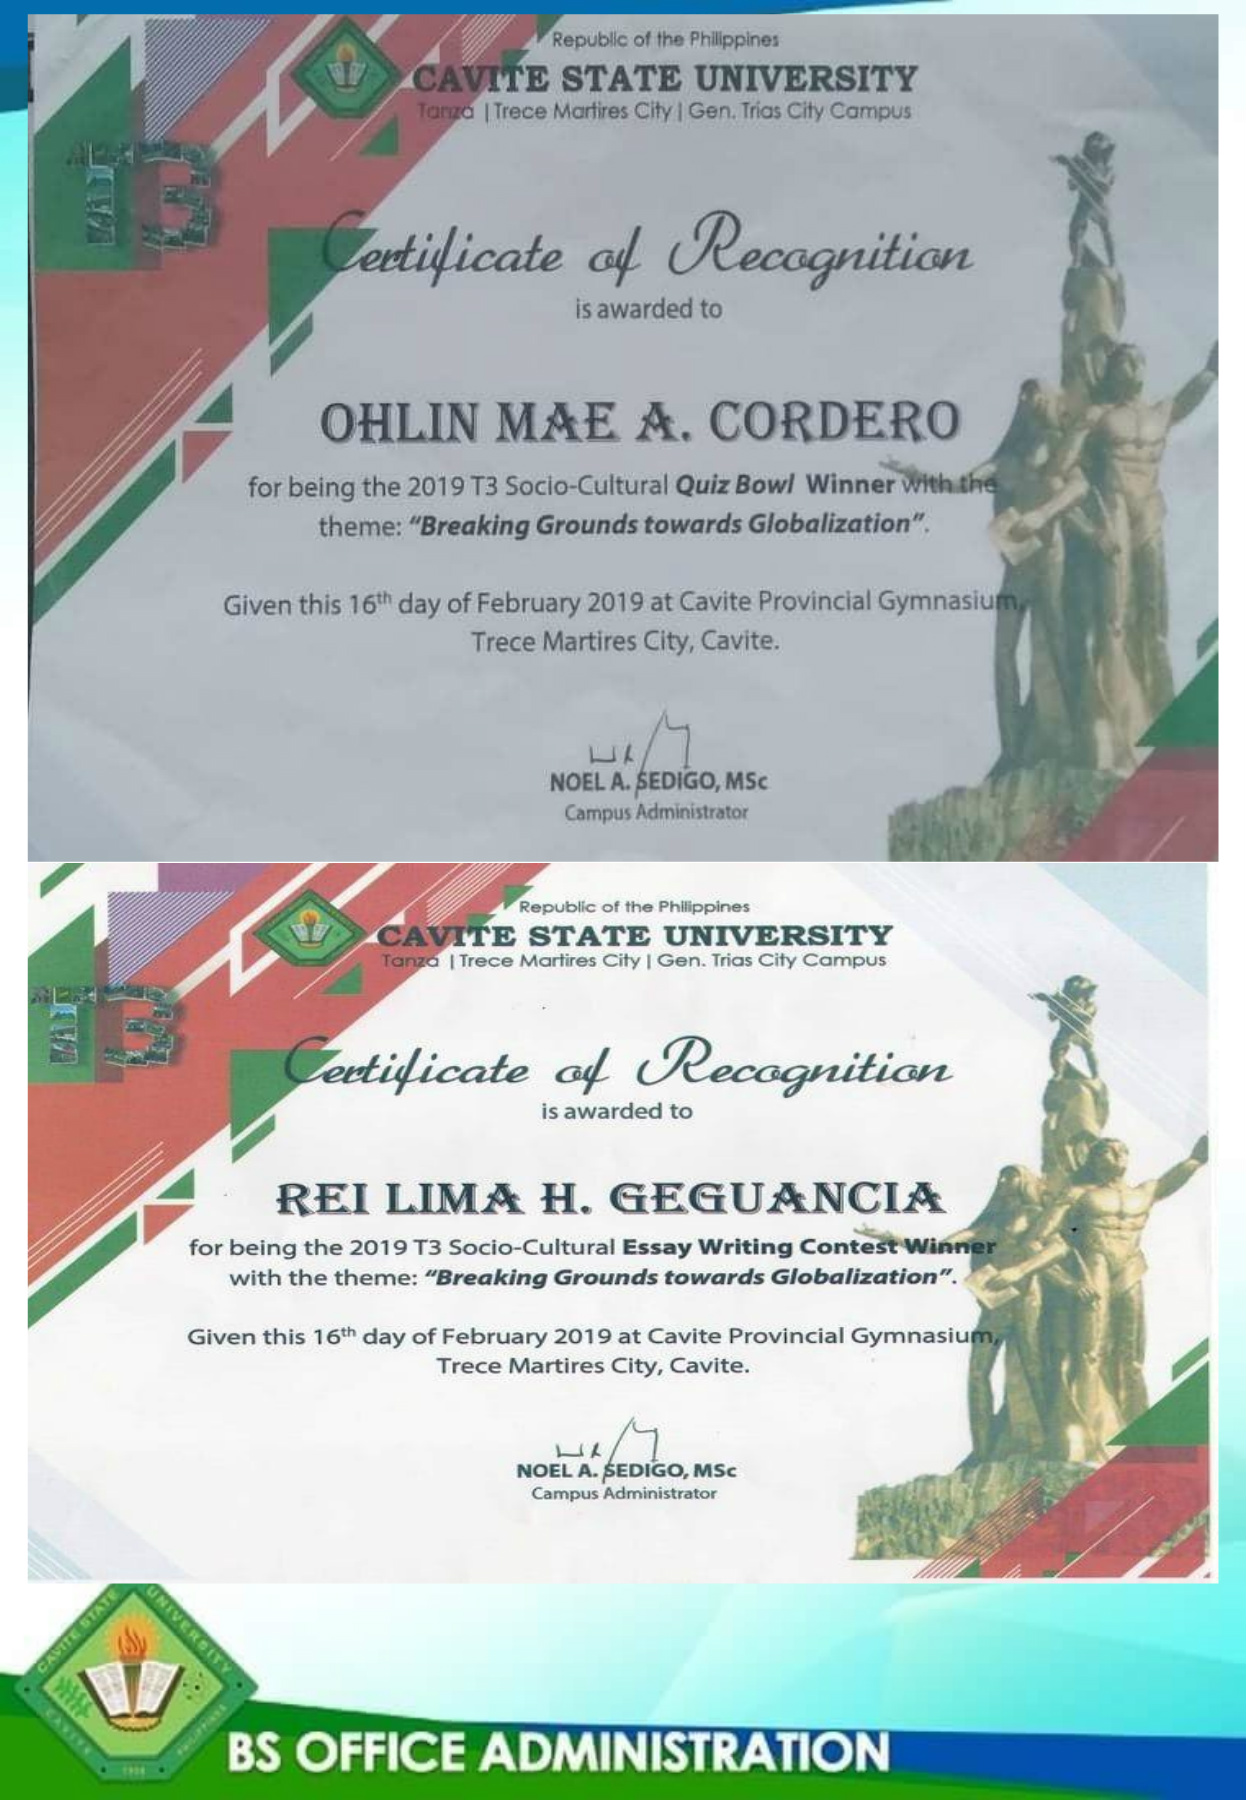 Republic of the Philippines
CAVITE STATE UNIVERSITY
Tanza | Trece Martires City | Gen. Trias City Campus
T3
Certificate of Recognition
is awarded to
OHLIN MAE A. CORDERO
for being the 2019 T3 Socio-Cultural Quiz Bowl Winner with the
theme: “Breaking Grounds towards Globalization”.
Given this 16th day of February 2019 at Cavite Provincial Gymnasium,
Trece Martires City, Cavite.
NOEL A. SEDIGO, MSc
Campus Administrator
Republic of the Philippines
CAVITE STATE UNIVERSITY
Tanza | Trece Martires City | Gen. Trias City Campus
T3
Certificate of Recognition
is awarded to
REI LIMA H. GEGUANCIA
for being the 2019 T3 Socio-Cultural Essay Writing Contest Winner
with the theme: “Breaking Grounds towards Globalization”.
Given this 16th day of February 2019 at Cavite Provincial Gymnasium,
Trece Martires City, Cavite.
NOEL A. SEDIGO, MSc
Campus Administrator
CAVITE STATE UNIVERSITY
CAVITE PHILIPPINES
1906
BS OFFICE ADMINISTRATION